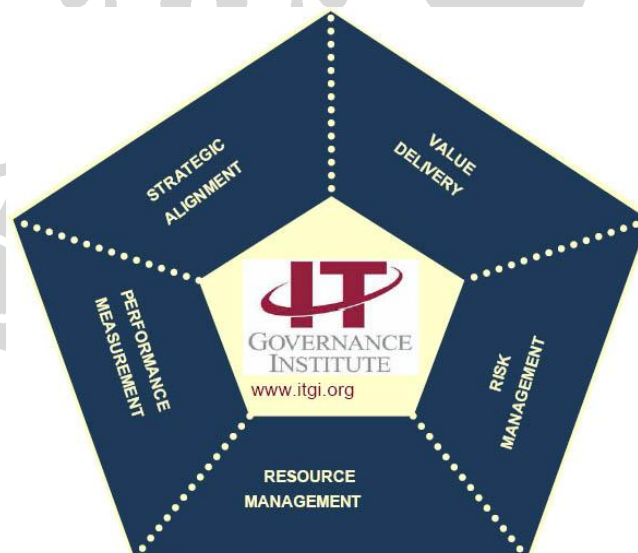 STRATEGIC
ALIGNMENT
VALUE
DELIVERY
IT
GOVERNANCE
INSTITUTE
www.itgi.org
PERFORMANCE
MEASUREMENT
RISK
MANAGEMENT
RESOURCE
MANAGEMENT